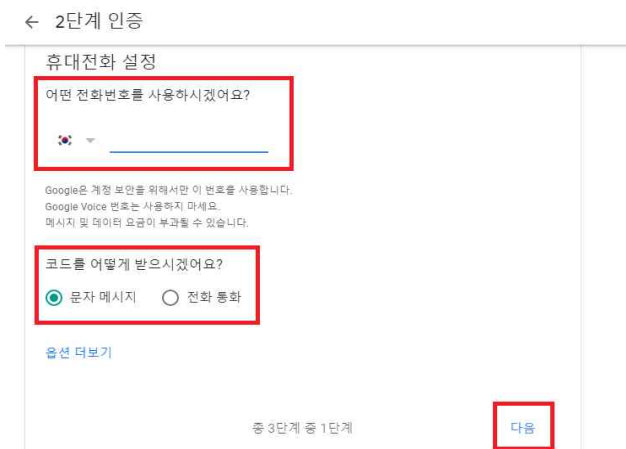 ← 2단계 인증
휴대전화 설정
어떤 전화번호를 사용하시겠어요?
Google은 계정 보안을 위해서만 이 번호를 사용합니다.
Google Voice 번호는 사용하지 마세요.
메시지 및 데이터 요금이 부과될 수 있습니다.
코드를 어떻게 받으시겠어요?
문자 메시지 전화 통화
옵션 더보기
총 3단계 중 1단계 다음